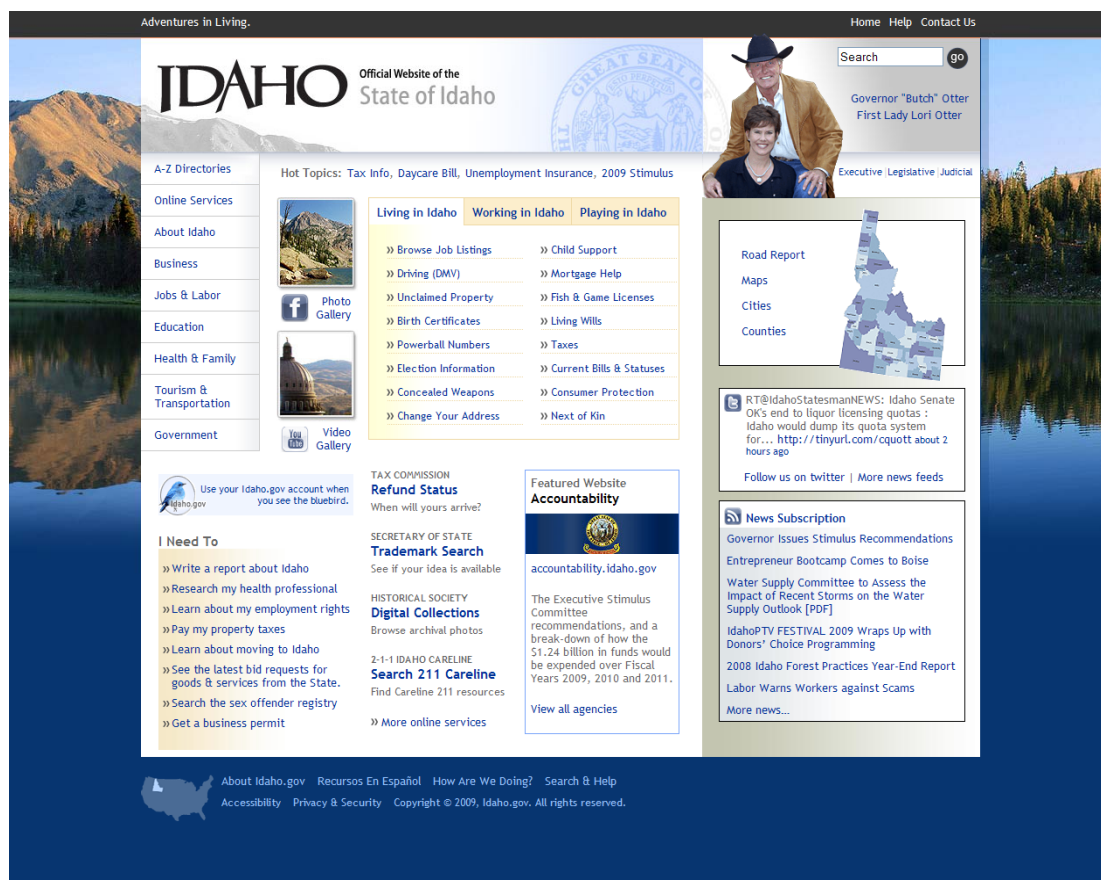 Adventures in Living.
Home Help Contact Us
IDAHO
Official Website of the
State of Idaho
Search
go
Governor "Butch" Otter
First Lady Lori Otter
Executive | Legislative | Judicial
A-Z Directories
Online Services
About Idaho
Business
Jobs & Labor
Education
Health & Family
Tourism &
Transportation
Government
Hot Topics: Tax Info, Daycare Bill, Unemployment Insurance, 2009 Stimulus
Photo
Gallery
You
Tube
Video
Gallery
Living in Idaho
Working in Idaho
Playing in Idaho
» Browse Job Listings
» Driving (DMV)
» Unclaimed Property
» Birth Certificates
» Powerball Numbers
» Election Information
» Concealed Weapons
» Change Your Address
» Child Support
» Mortgage Help
» Fish & Game Licenses
» Living Wills
» Taxes
» Current Bills & Statuses
» Consumer Protection
» Next of Kin
Road Report
Maps
Cities
Counties
RT@IdahoStatesmanNEWS: Idaho Senate
OK's end to liquor licensing quotas :
Idaho would dump its quota system
for... http://tinyurl.com/cquott about 2
hours ago
Follow us on twitter | More news feeds
idaho.gov
Use your Idaho.gov account when
you see the bluebird.
I Need To
» Write a report about Idaho
» Research my health professional
» Learn about my employment rights
» Pay my property taxes
» Learn about moving to Idaho
» See the latest bid requests for
goods & services from the State.
» Search the sex offender registry
» Get a business permit
TAX COMMISSION
Refund Status
When will yours arrive?
SECRETARY OF STATE
Trademark Search
See if your idea is available
HISTORICAL SOCIETY
Digital Collections
Browse archival photos
2-1-1 IDAHO CARELINE
Search 211 Careline
Find Careline 211 resources
» More online services
Featured Website
Accountability
accountability.idaho.gov
The Executive Stimulus
Committee
recommendations, and a
break-down of how the
$1.24 billion in funds would
be expended over Fiscal
Years 2009, 2010 and 2011.
View all agencies
News Subscription
Governor Issues Stimulus Recommendations
Entrepreneur Bootcamp Comes to Boise
Water Supply Committee to Assess the
Impact of Recent Storms on the Water
Supply Outlook [PDF]
IdahoPTV FESTIVAL 2009 Wraps Up with
Donors' Choice Programming
2008 Idaho Forest Practices Year-End Report
Labor Warns Workers against Scams
More news...
About Idaho.gov Recursos En Español How Are We Doing? Search & Help
Accessibility Privacy & Security Copyright © 2009, Idaho.gov. All rights reserved.